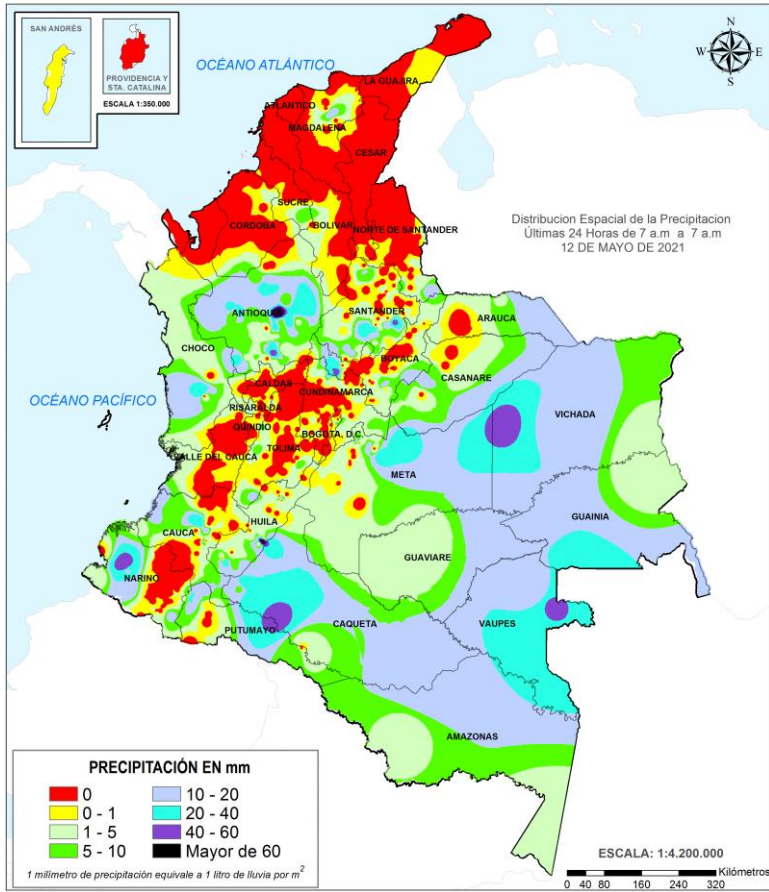 SAN ANDRÉS
PROVIDENCIA Y
STA. CATALINA
ESCALA 1:350.000
N
W E
S
OCÉANO ATLÁNTICO
LA GUAJIRA
ATLANTICO
MAGDALENA
CESAR
SUCRE
CORDOBA
BOLIVAR
NORTE DE SANTANDER
Distribucion Espacial de la Precipitacion
Últimas 24 Horas de 7 a.m a 7 a.m
12 DE MAYO DE 2021
ANTIOQUIA
SANTANDER
ARAUCA
CHOCO
BOYACA
CASANARE
CALDAS
CUNDINAMARCA
OCÉANO PACÍFICO
RISARALDA
VICHADA
QUINDIO
BOGOTA, D.C.
TOLIMA
VALLE DEL CAUCA
META
GUAINIA
HUILA
CAUCA
GUAVIARE
NARIÑO
PUTUMAYO
CAQUETA
VAUPES
AMAZONAS
PRECIPITACIÓN EN mm
0
0 - 1
1 - 5
5 - 10
10 - 20
20 - 40
40 - 60
Mayor de 60
1 milímetro de precipitación equivale a 1 litro de lluvia por m²
ESCALA: 1:4.200.000
Kilómetros
0 40 80 160 240 320